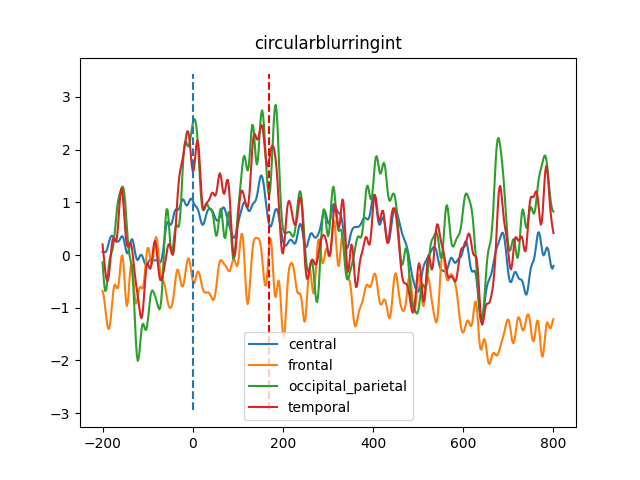 circularblurringint
3
2
1
0
−1
−2
−3
−200
0
200
400
600
800
central
frontal
occipital_parietal
temporal